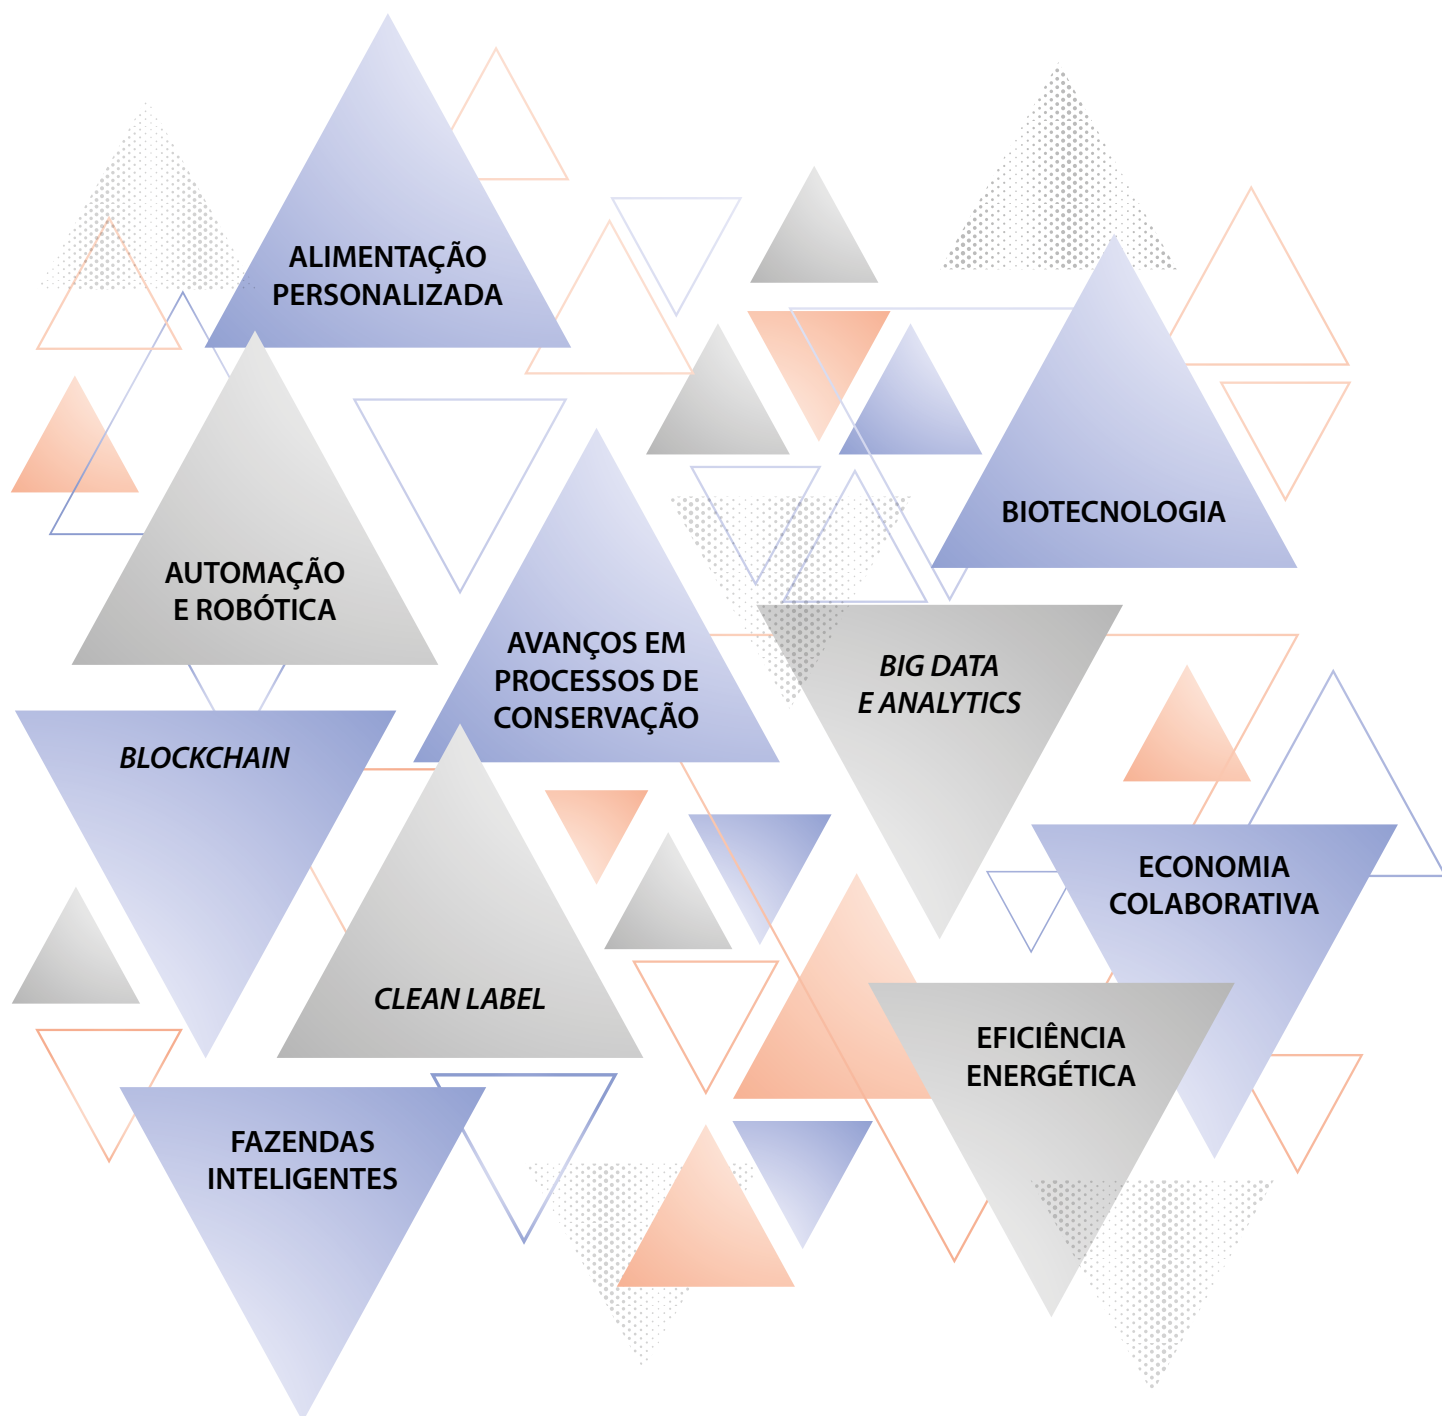 ALIMENTAÇÃO
PERSONALIZADA
BIOTECNOLOGIA
AUTOMAÇÃO
E ROBÓTICA
AVANÇOS EM
PROCESSOS DE
CONSERVAÇÃO
BIG DATA
E ANALYTICS
BLOCKCHAIN
ECONOMIA
COLABORATIVA
CLEAN LABEL
EFICIÊNCIA
ENERGÉTICA
FAZENDAS
INTELIGENTES